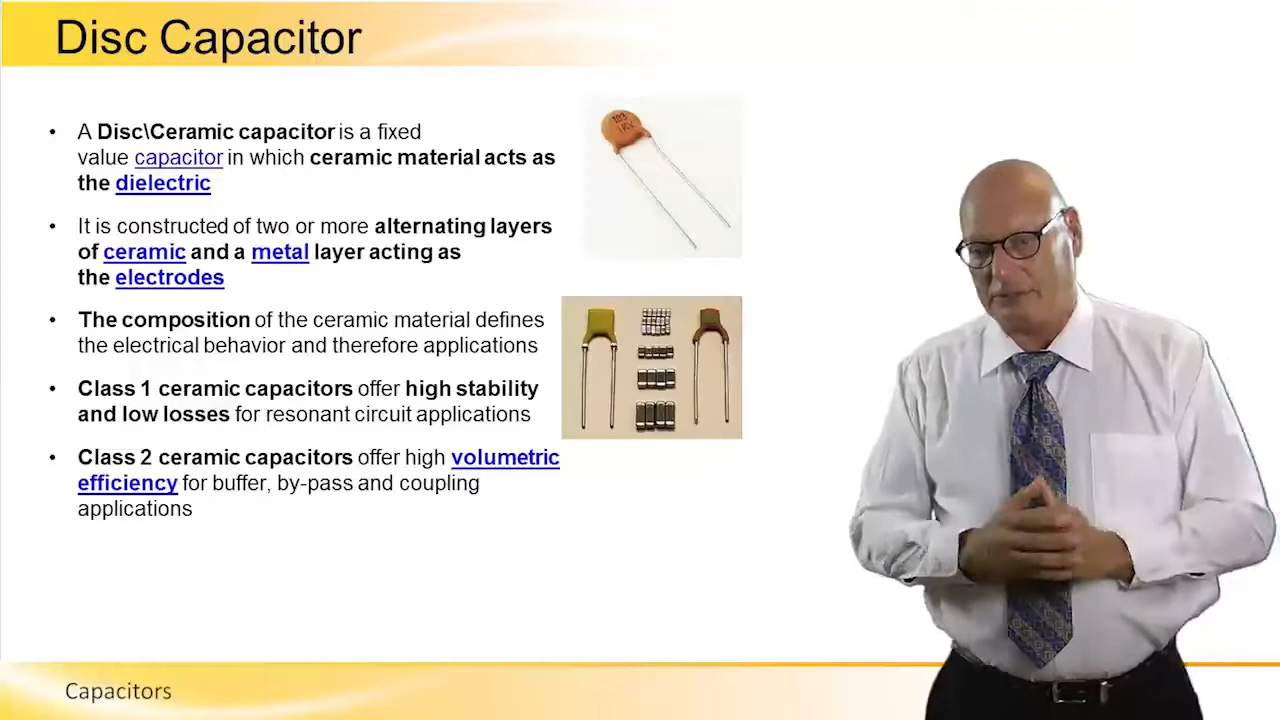 Disc Capacitor
• A Disc\Ceramic capacitor is a fixed
value capacitor in which ceramic material acts as
the dielectric
• It is constructed of two or more alternating layers
of ceramic and a metal layer acting as
the electrodes
• The composition of the ceramic material defines
the electrical behavior and therefore applications
• Class 1 ceramic capacitors offer high stability
and low losses for resonant circuit applications
• Class 2 ceramic capacitors offer high volumetric
efficiency for buffer, by-pass and coupling
applications
103
1KV
Capacitors